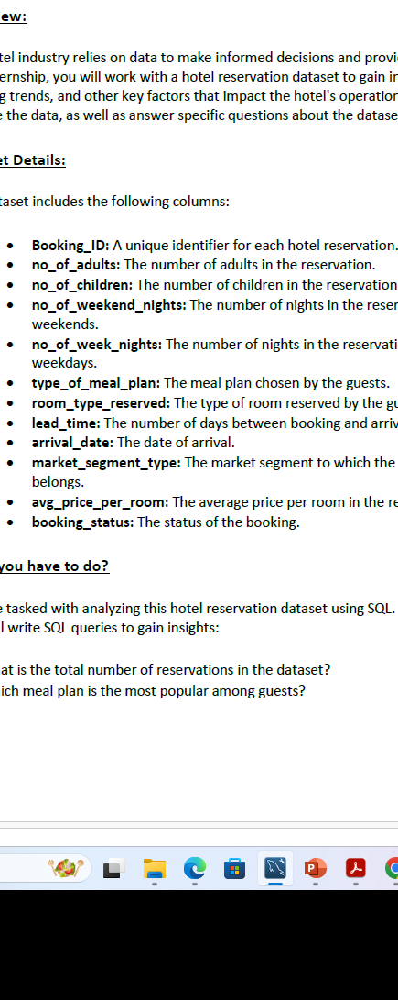 ew:
tel industry relies on data to make informed decisions and provi
ernship, you will work with a hotel reservation dataset to gain in
g trends, and other key factors that impact the hotel's operation
e the data, as well as answer specific questions about the datase
et Details:
taset includes the following columns:
• Booking_ID: A unique identifier for each hotel reservation.
• no_of_adults: The number of adults in the reservation.
• no_of_children: The number of children in the reservation
• no_of_weekend_nights: The number of nights in the reser
weekends.
• no_of_week_nights: The number of nights in the reservati
weekdays.
• type_of_meal_plan: The meal plan chosen by the guests.
• room_type_reserved: The type of room reserved by the gu
• lead_time: The number of days between booking and arriv
• arrival_date: The date of arrival.
• market_segment_type: The market segment to which the
belongs.
• avg_price_per_room: The average price per room in the re
• booking_status: The status of the booking.
you have to do?
e tasked with analyzing this hotel reservation dataset using SQL.
l write SQL queries to gain insights:
at is the total number of reservations in the dataset?
ich meal plan is the most popular among guests?